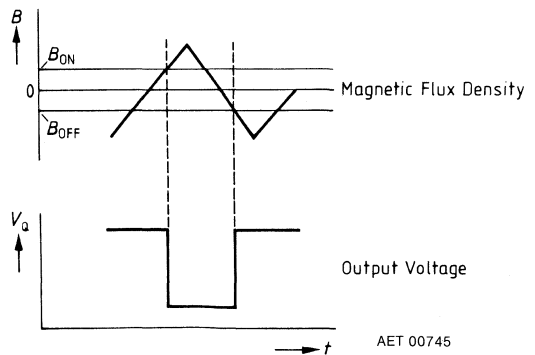 B
B_ON
0
Magnetic Flux Density
B_OFF
V_Q
Output Voltage
t
AET 00745